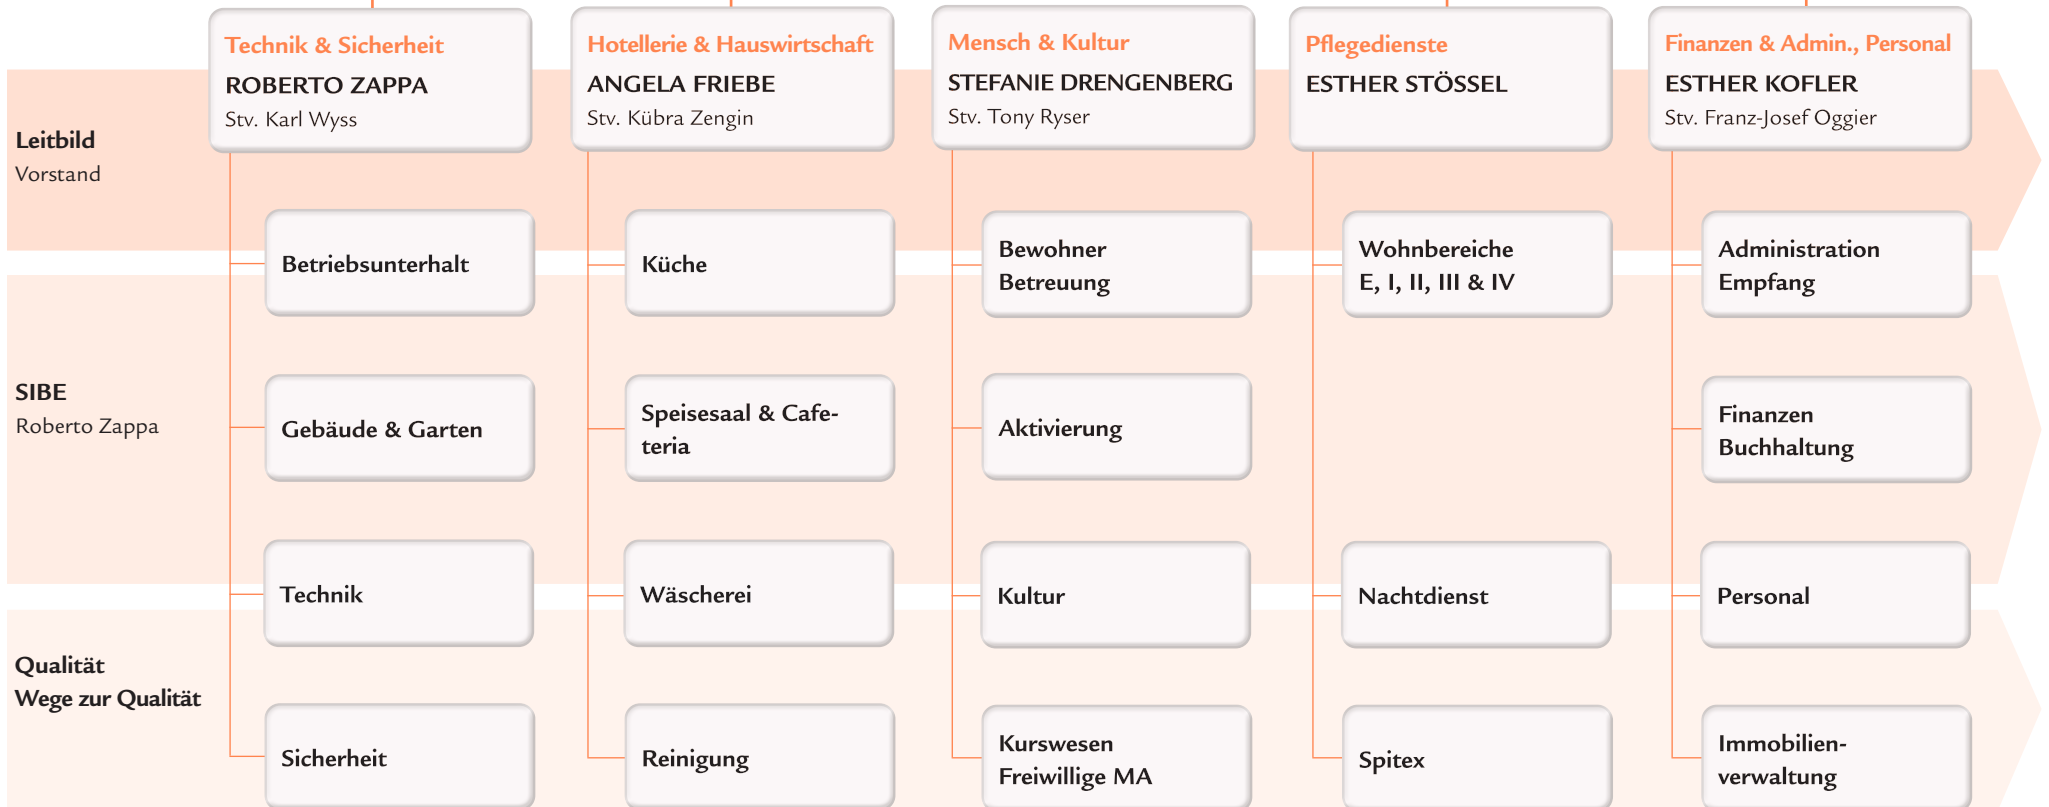 Technik & Sicherheit
ROBERTO ZAPPA
Stv. Karl Wyss
Hotellerie & Hauswirtschaft
ANGELA FRIEBE
Stv. Kübra Zengin
Mensch & Kultur
STEFANIE DRENGENBERG
Stv. Tony Ryser
Pflegedienste
ESTHER STÖSSEL
Finanzen & Admin., Personal
ESTHER KOFLER
Stv. Franz-Josef Oggier
Leitbild
Vorstand
Betriebsunterhalt
Küche
Bewohner
Betreuung
Wohnbereiche
E, I, II, III & IV
Administration
Empfang
SIBE
Roberto Zappa
Gebäude & Garten
Speisesaal & Cafe-
teria
Aktivierung
Finanzen
Buchhaltung
Technik
Wäscherei
Kultur
Nachtdienst
Personal
Qualität
Wege zur Qualität
Sicherheit
Reinigung
Kurswesen
Freiwillige MA
Spitex
Immobilien-
verwaltung